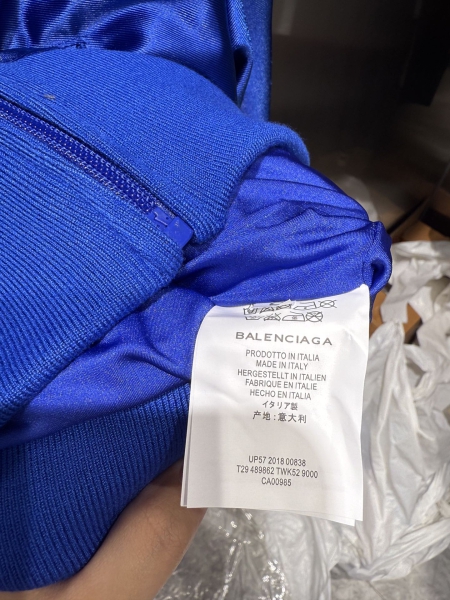 BALENCIAGA
PRODOTTO IN ITALIA
MADE IN ITALY
HERGESTELLT IN ITALIEN
FABRIQUE EN ITALIE
HECHO EN ITALIA
イタリア製
产地:意大利
UP57 2018 00838
T29 489862 TWK52 9000
CA00985